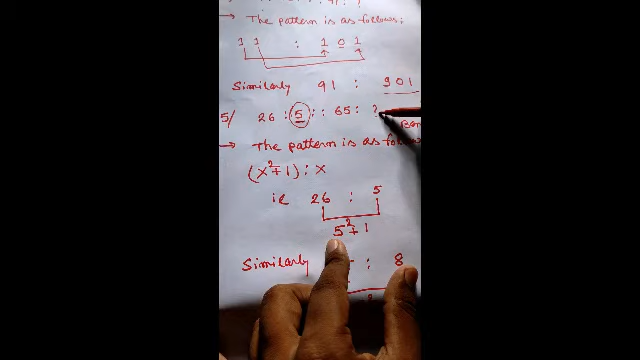 → The pattern is as follows:
1 1 : 1 0 1
Similarly 91 : 901
5/ 26 : 5 : : 65 : ?
→ The pattern is as follo
(x²+1) : x
ie 26 : 5
5²+1
Similarly : 8